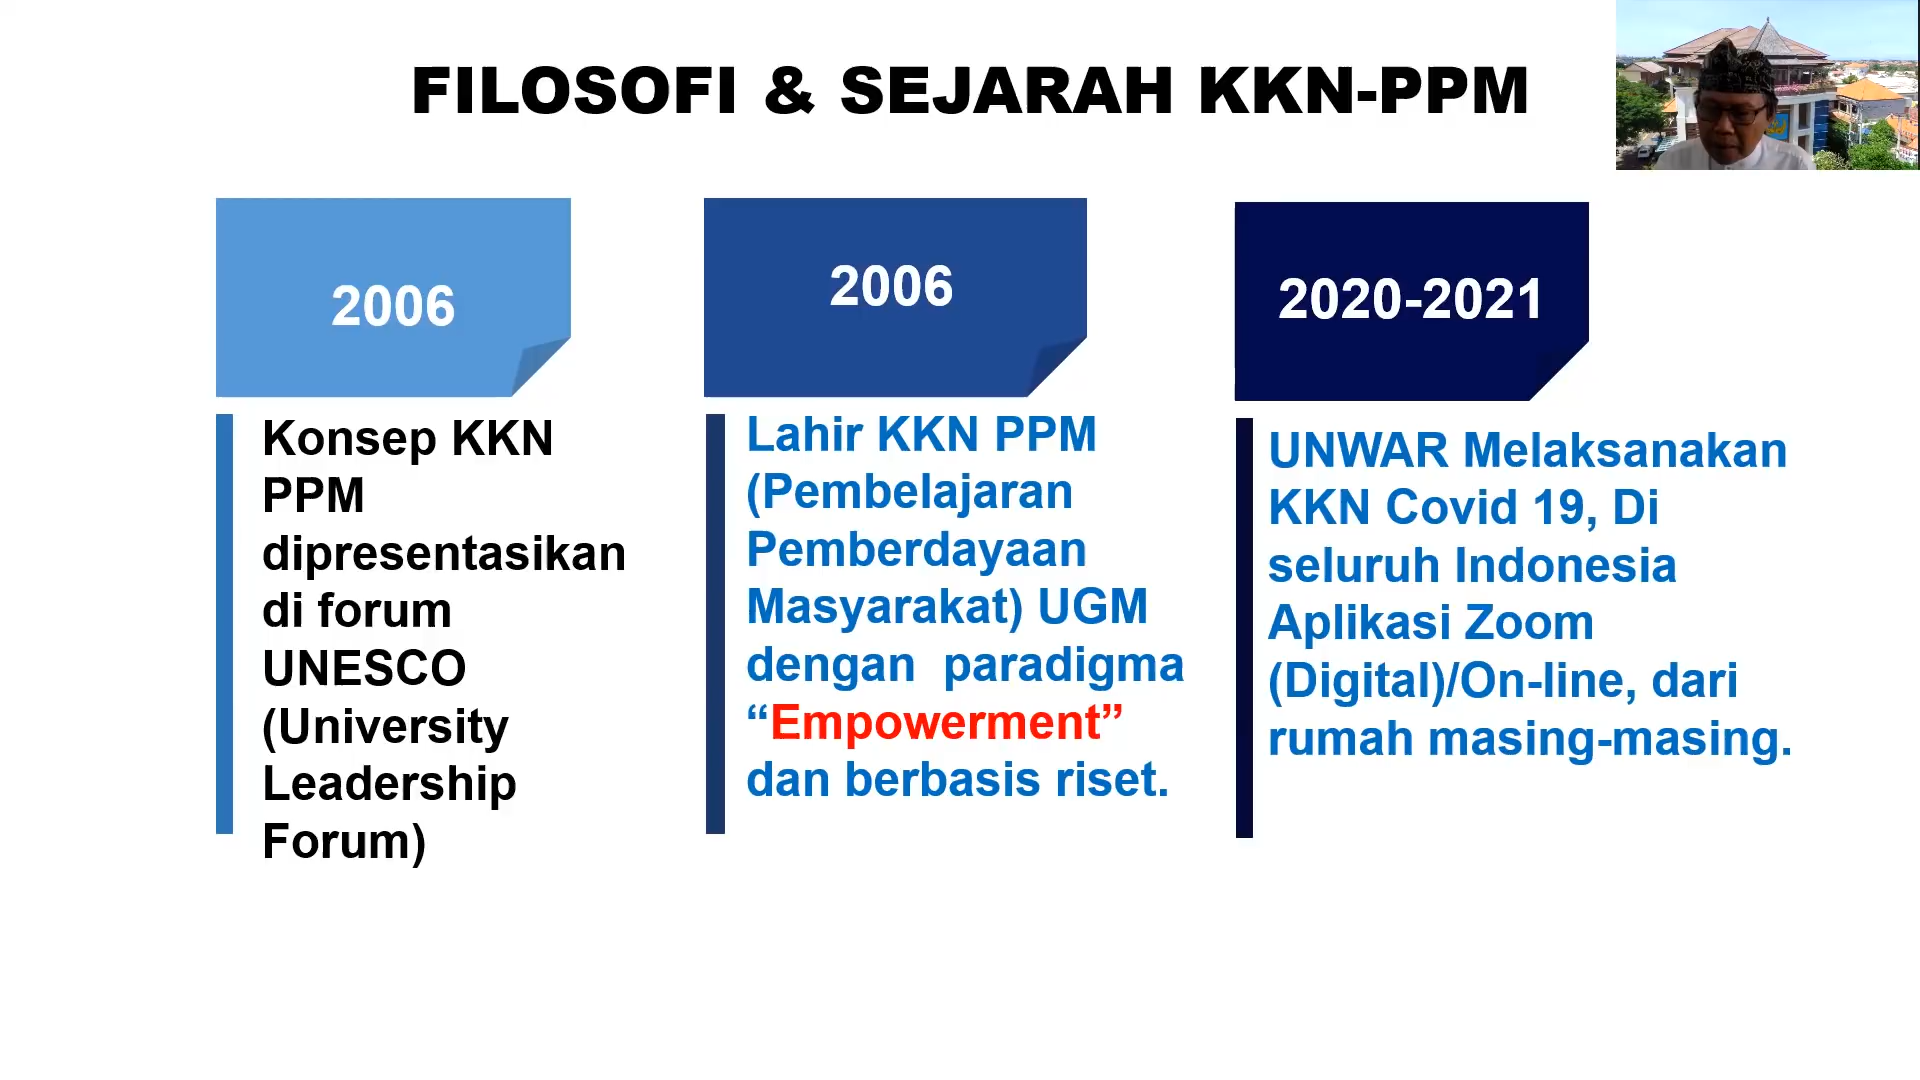 FILOSOFI & SEJARAH KKN-PPM
2006
Konsep KKN
PPM
dipresentasikan
di forum
UNESCO
(University
Leadership
Forum)
2006
Lahir KKN PPM
(Pembelajaran
Pemberdayaan
Masyarakat) UGM
dengan  paradigma
“Empowerment”
dan berbasis riset.
2020-2021
UNWAR Melaksanakan
KKN Covid 19, Di
seluruh Indonesia
Aplikasi Zoom
(Digital)/On-line, dari
rumah masing-masing.